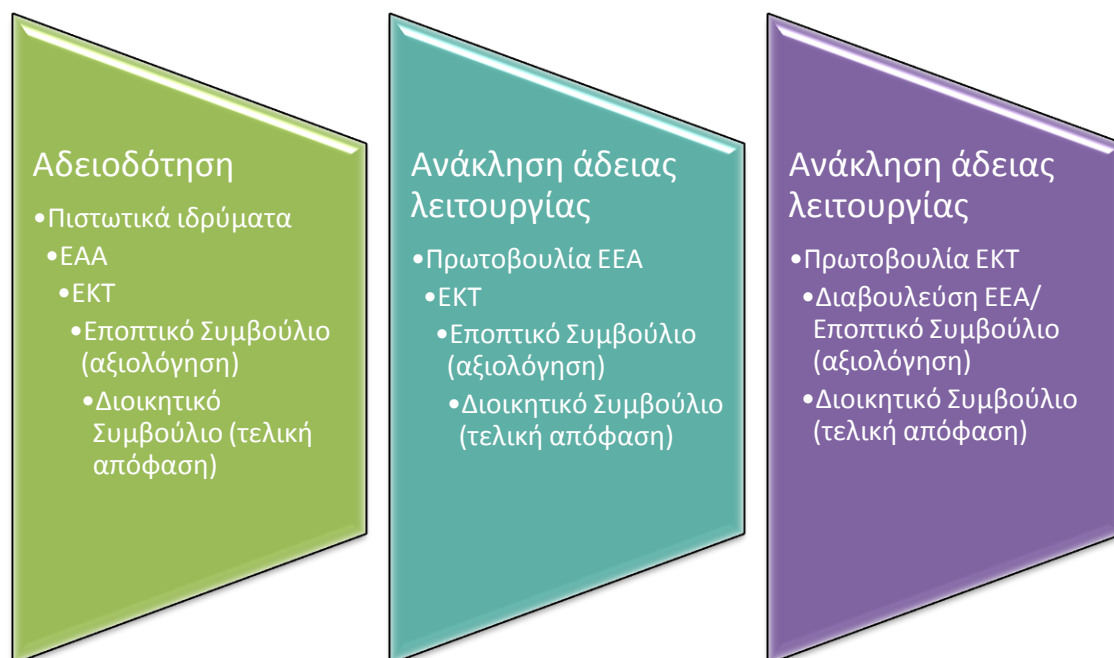 Αδειοδότηση
•Πιστωτικά ιδρύματα
•ΕΑΑ
•ΕΚΤ
•Εποπτικό Συμβούλιο
(αξιολόγηση)
•Διοικητικό
Συμβούλιο (τελική
απόφαση)
Ανάκληση άδειας
λειτουργίας
•Πρωτοβουλία ΕΕΑ
•ΕΚΤ
•Εποπτικό Συμβούλιο
(αξιολόγηση)
•Διοικητικό Συμβούλιο
(τελική απόφαση)
Ανάκληση άδειας
λειτουργίας
•Πρωτοβουλία ΕΚΤ
•Διαβουλεύση ΕΕΑ/
Εποπτικό Συμβούλιο
(αξιολόγηση)
•Διοικητικό Συμβούλιο
(τελική απόφαση)